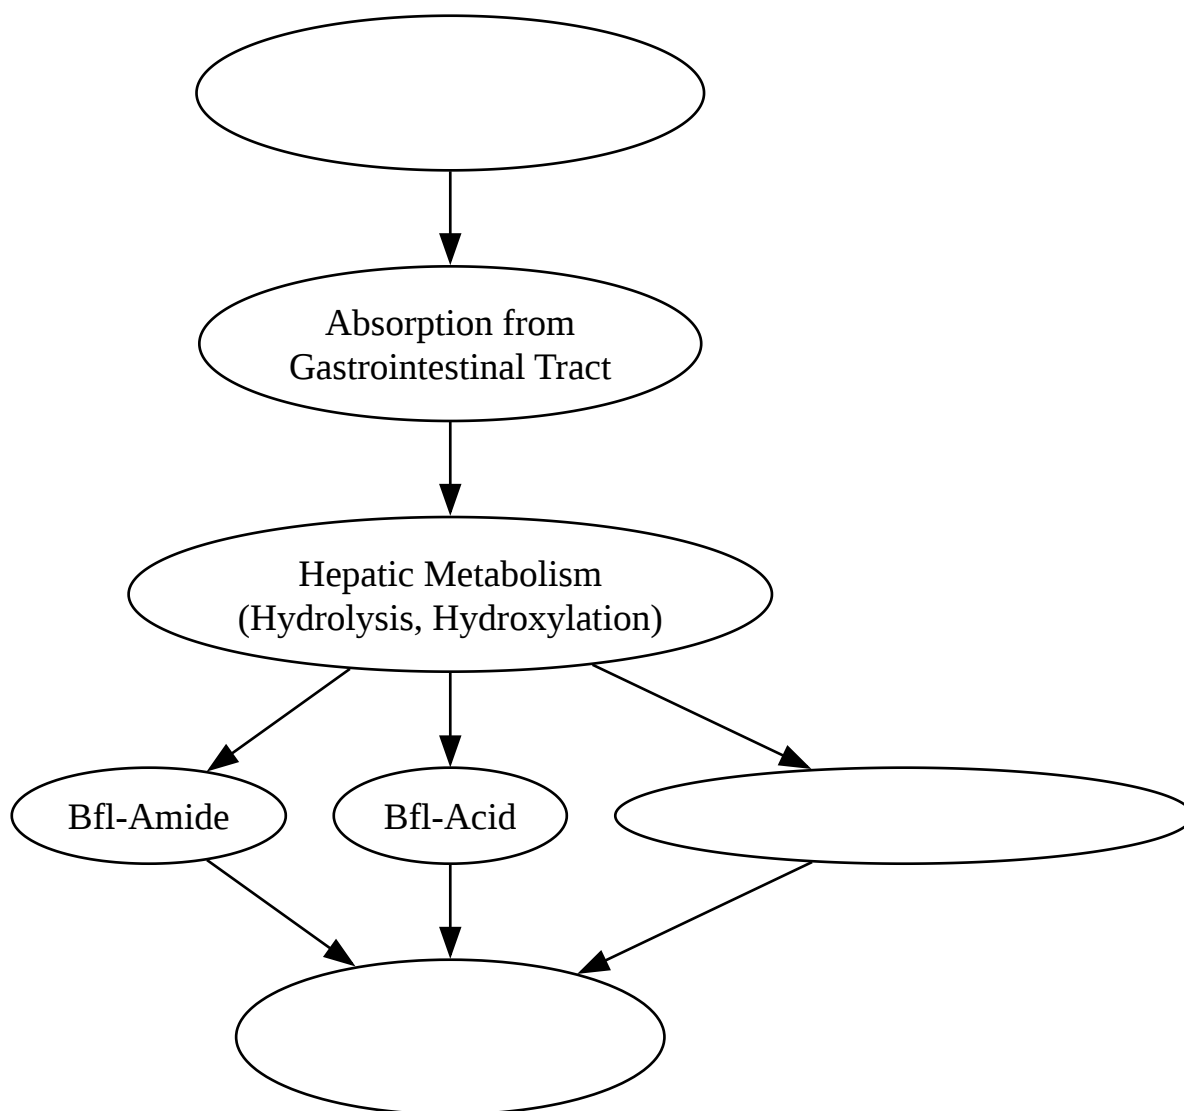 Absorption from
Gastrointestinal Tract
Hepatic Metabolism
(Hydrolysis, Hydroxylation)
Bfl-Amide
Bfl-Acid